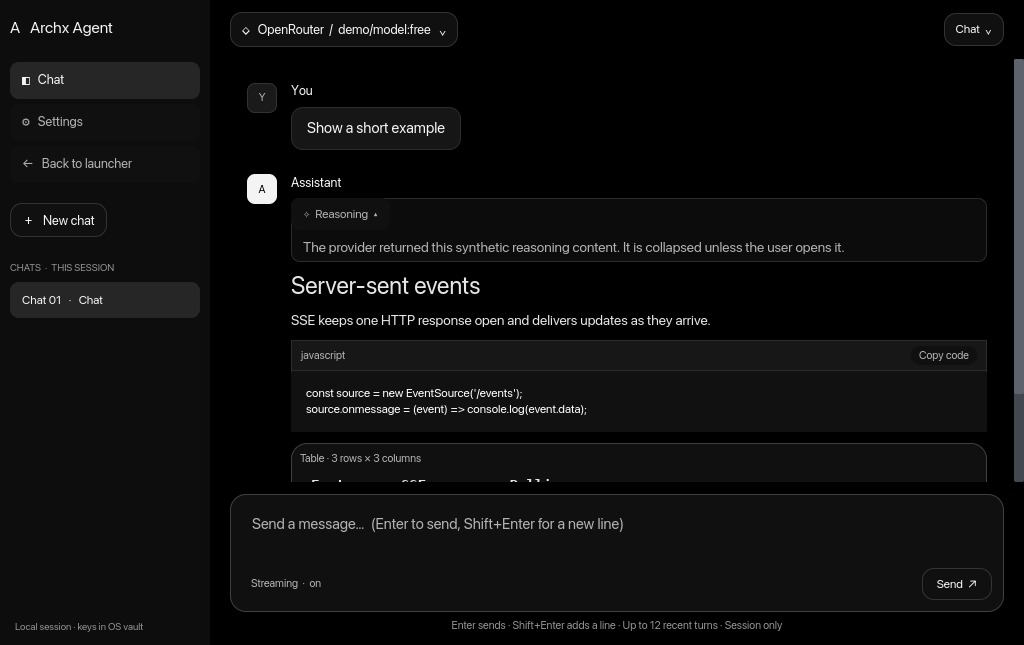 A Archx Agent
Chat
Settings
← Back to launcher
+ New chat
CHATS · THIS SESSION
Chat 01 · Chat
Local session · keys in OS vault
OpenRouter / demo/model:free
Chat
Y
You
Show a short example
A
Assistant
Reasoning
The provider returned this synthetic reasoning content. It is collapsed unless the user opens it.
Server-sent events
SSE keeps one HTTP response open and delivers updates as they arrive.
javascript
Copy code
const source = new EventSource('/events');
source.onmessage = (event) => console.log(event.data);
Table · 3 rows × 3 columns
Send a message... (Enter to send, Shift+Enter for a new line)
Streaming · on
Send ↗
Enter sends · Shift+Enter adds a line · Up to 12 recent turns · Session only